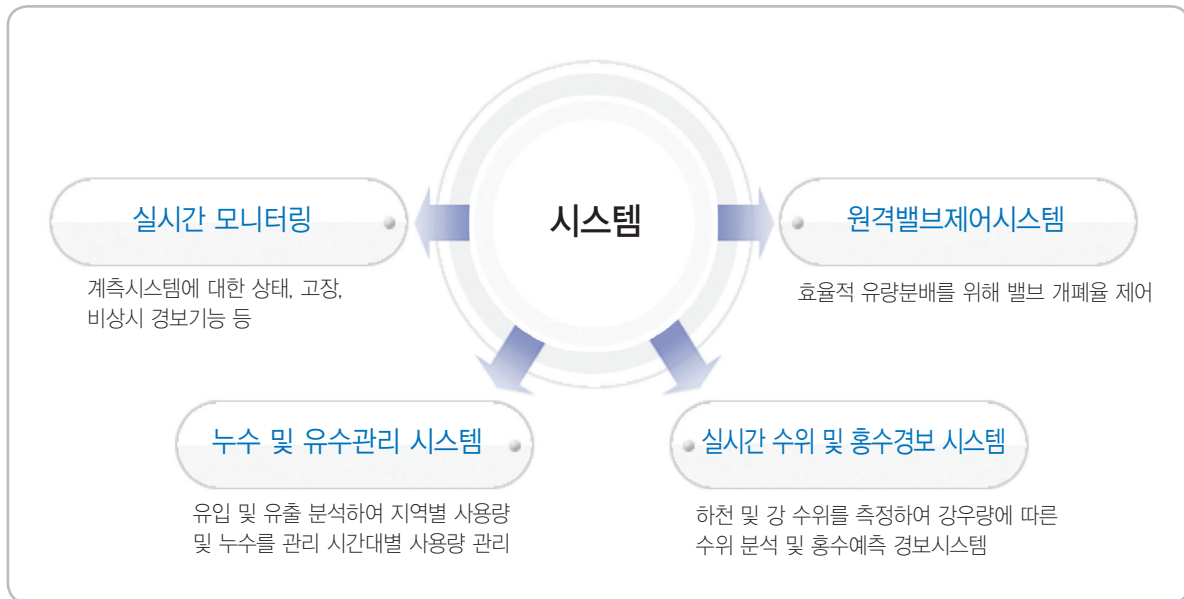 시스템
실시간 모니터링
계측시스템에 대한 상태, 고장,
비상시 경보기능 등
원격밸브제어시스템
효율적 유량분배를 위해 밸브 개폐율 제어
누수 및 유수관리 시스템
유입 및 유출 분석하여 지역별 사용량
및 누수를 관리 시간대별 사용량 관리
실시간 수위 및 홍수경보 시스템
하천 및 강 수위를 측정하여 강우량에 따른
수위 분석 및 홍수예측 경보시스템